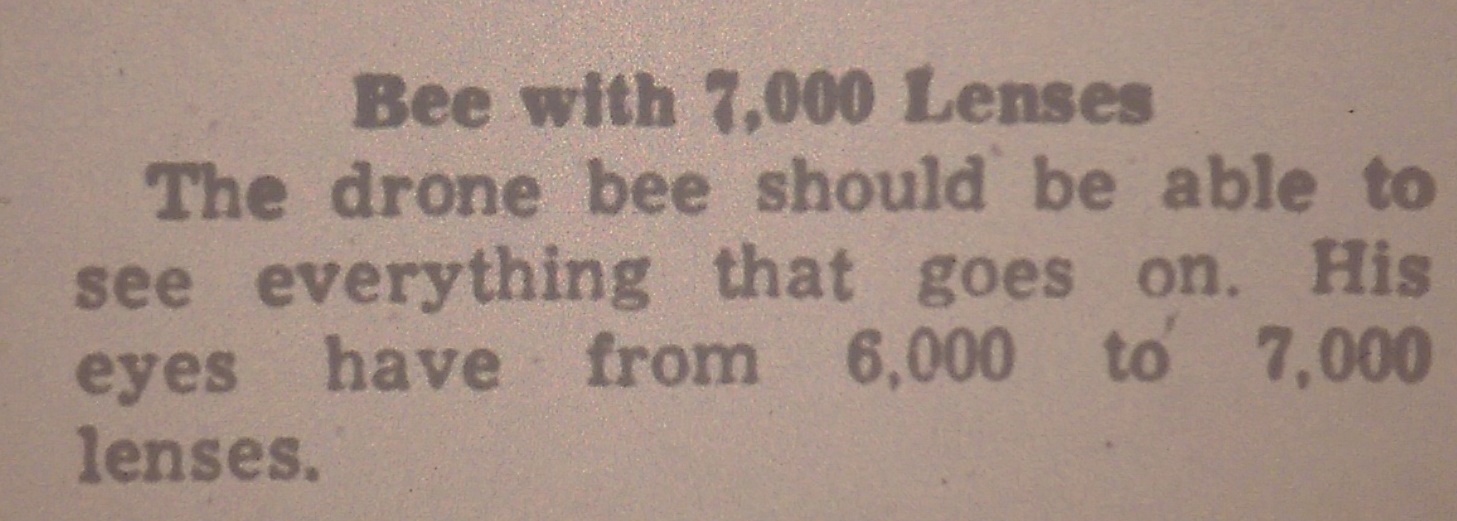 Bee with 7,000 Lenses
The drone bee should be able to
see everything that goes on. His
eyes have from 6,000 to 7,000
lenses.